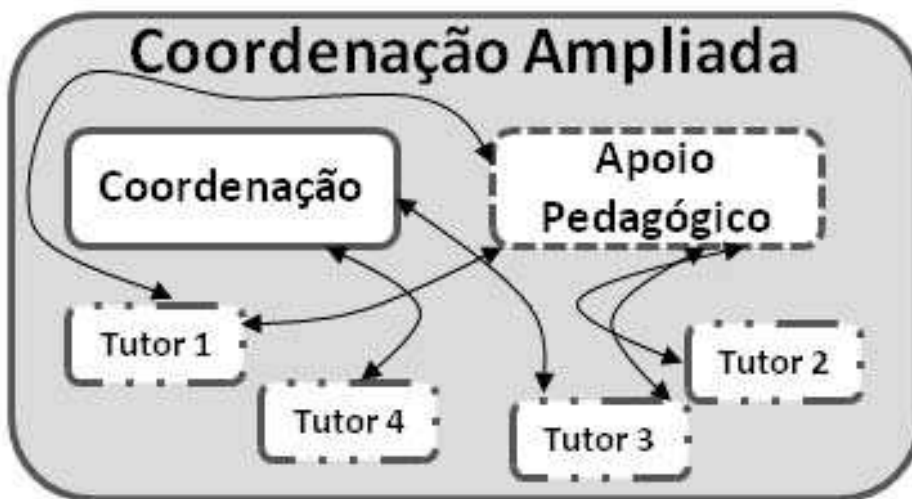 Coordenação Ampliada
Coordenação
Apoio
Pedagógico
Tutor 1
Tutor 2
Tutor 4
Tutor 3